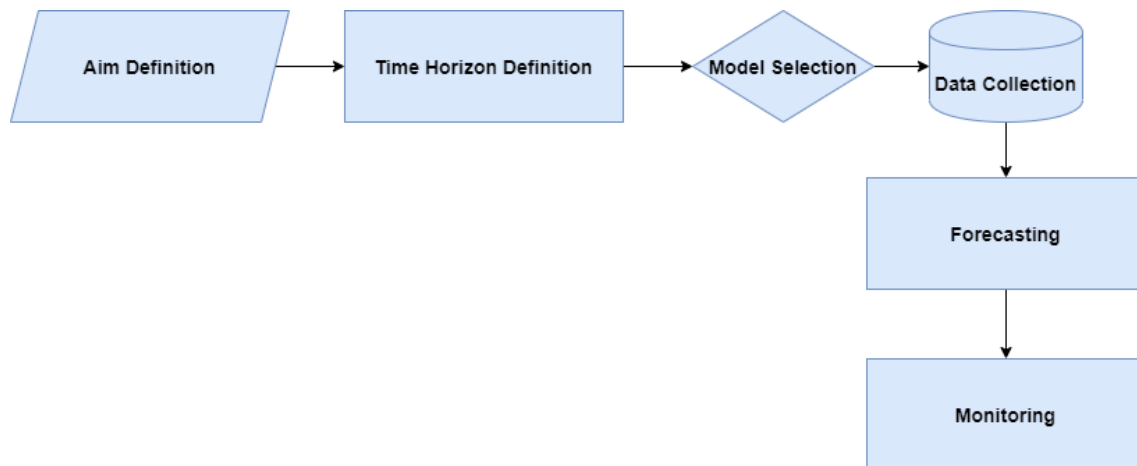 Aim Definition
Time Horizon Definition
Model Selection
Data Collection
Forecasting
Monitoring